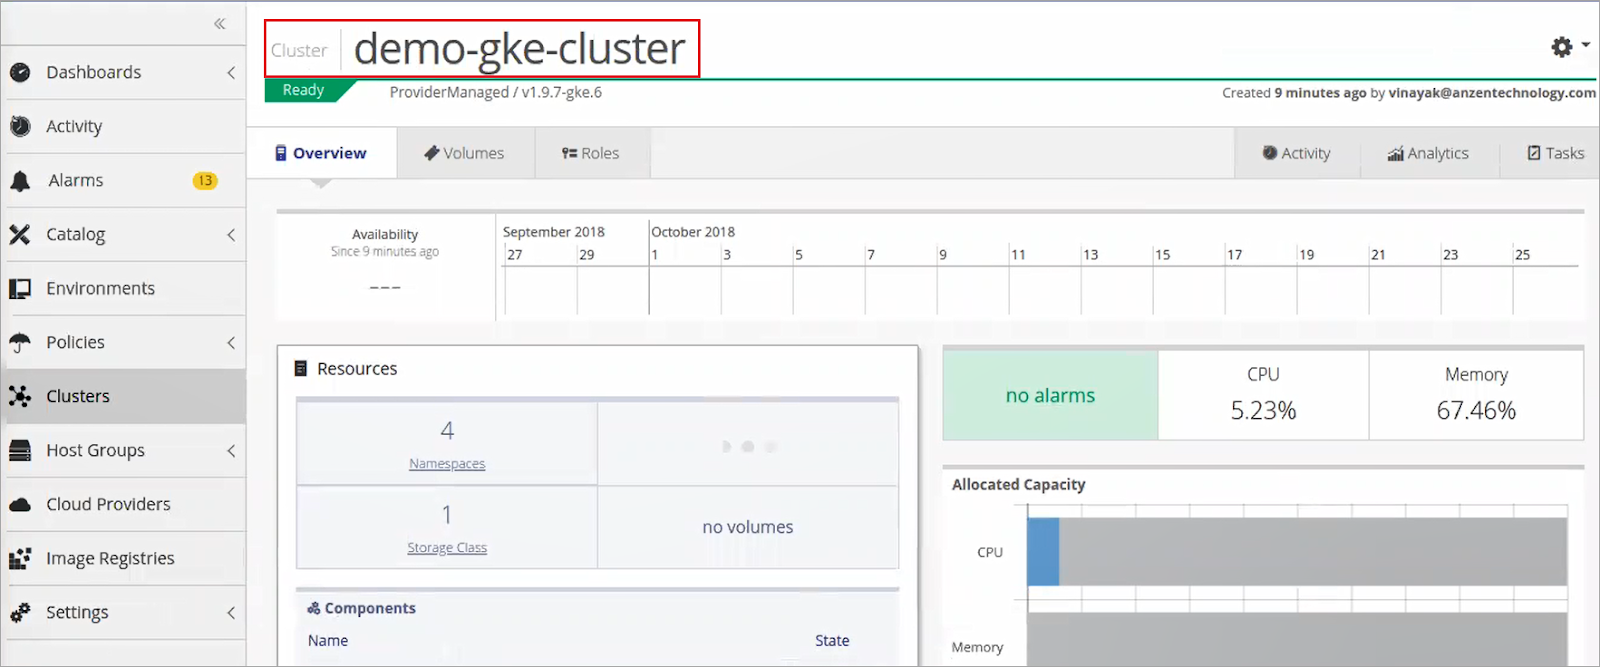 «
Cluster demo-gke-cluster
Ready ProviderManaged / v1.9.7-gke.6 Created 9 minutes ago by vinayak@anzentechnology.com
Dashboards
Activity
Alarms 13
Catalog
Environments
Policies
Clusters
Host Groups
Cloud Providers
Image Registries
Settings
Overview Volumes Roles Activity Analytics Tasks
Availability
Since 9 minutes ago
---
September 2018 October 2018
27 29 1 3 5 7 9 11 13 15 17 19 21 23 25
Resources
4
Namespaces
1
Storage Class
no volumes
Components
Name State
no alarms
CPU
5.23%
Memory
67.46%
Allocated Capacity
CPU
Memory